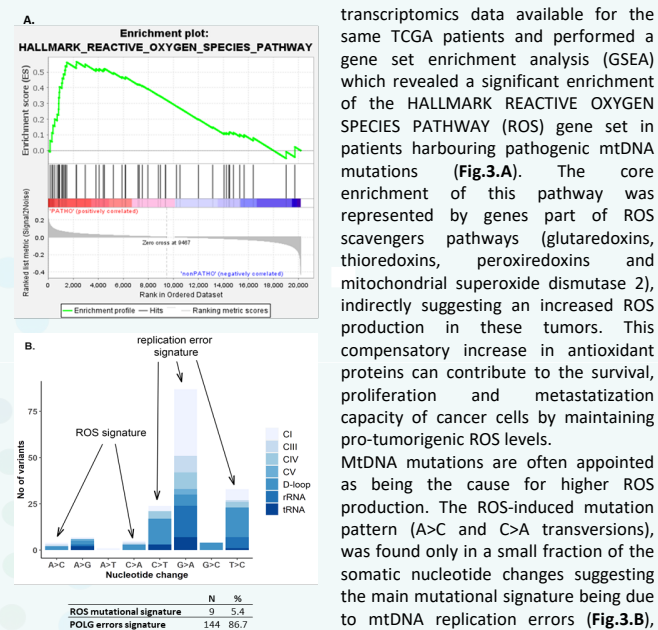 A.
Enrichment plot:
HALLMARK_REACTIVE_OXYGEN_SPECIES_PATHWAY
Enrichment score (ES)
0.5
0.4
0.3
0.2
0.1
0.0
'PATHO' (positively correlated)
Ranked list metric (Signal2Noise)
0.2
0.0
-0.2
-0.4
Zero cross at 9467
'nonPATHO' (negatively correlated)
0 2,000 4,000 6,000 8,000 10,000 12,000 14,000 16,000 18,000 20,000
Rank in Ordered Dataset
Enrichment profile Hits Ranking metric scores
B.
replication error
signature
ROS signature
No of variants
75
50
25
0
CI
CIII
CIV
CV
D-loop
rRNA
tRNA
A>C A>G A>T C>A C>T G>A G>C T>C
Nucleotide change
N %
ROS mutational signature 9 5.4
POLG errors signature 144 86.7
transcriptomics data available for the
same TCGA patients and performed a
gene set enrichment analysis (GSEA)
which revealed a significant enrichment
of the HALLMARK REACTIVE OXYGEN
SPECIES PATHWAY (ROS) gene set in
patients harbouring pathogenic mtDNA
mutations (Fig.3.A). The core
enrichment of this pathway was
represented by genes part of ROS
scavengers pathways (glutaredoxins,
thioredoxins, peroxiredoxins and
mitochondrial superoxide dismutase 2),
indirectly suggesting an increased ROS
production in these tumors. This
compensatory increase in antioxidant
proteins can contribute to the survival,
proliferation and metastatization
capacity of cancer cells by maintaining
pro-tumorigenic ROS levels.
MtDNA mutations are often appointed
as being the cause for higher ROS
production. The ROS-induced mutation
pattern (A>C and C>A transversions),
was found only in a small fraction of the
somatic nucleotide changes suggesting
the main mutational signature being due
to mtDNA replication errors (Fig.3.B),